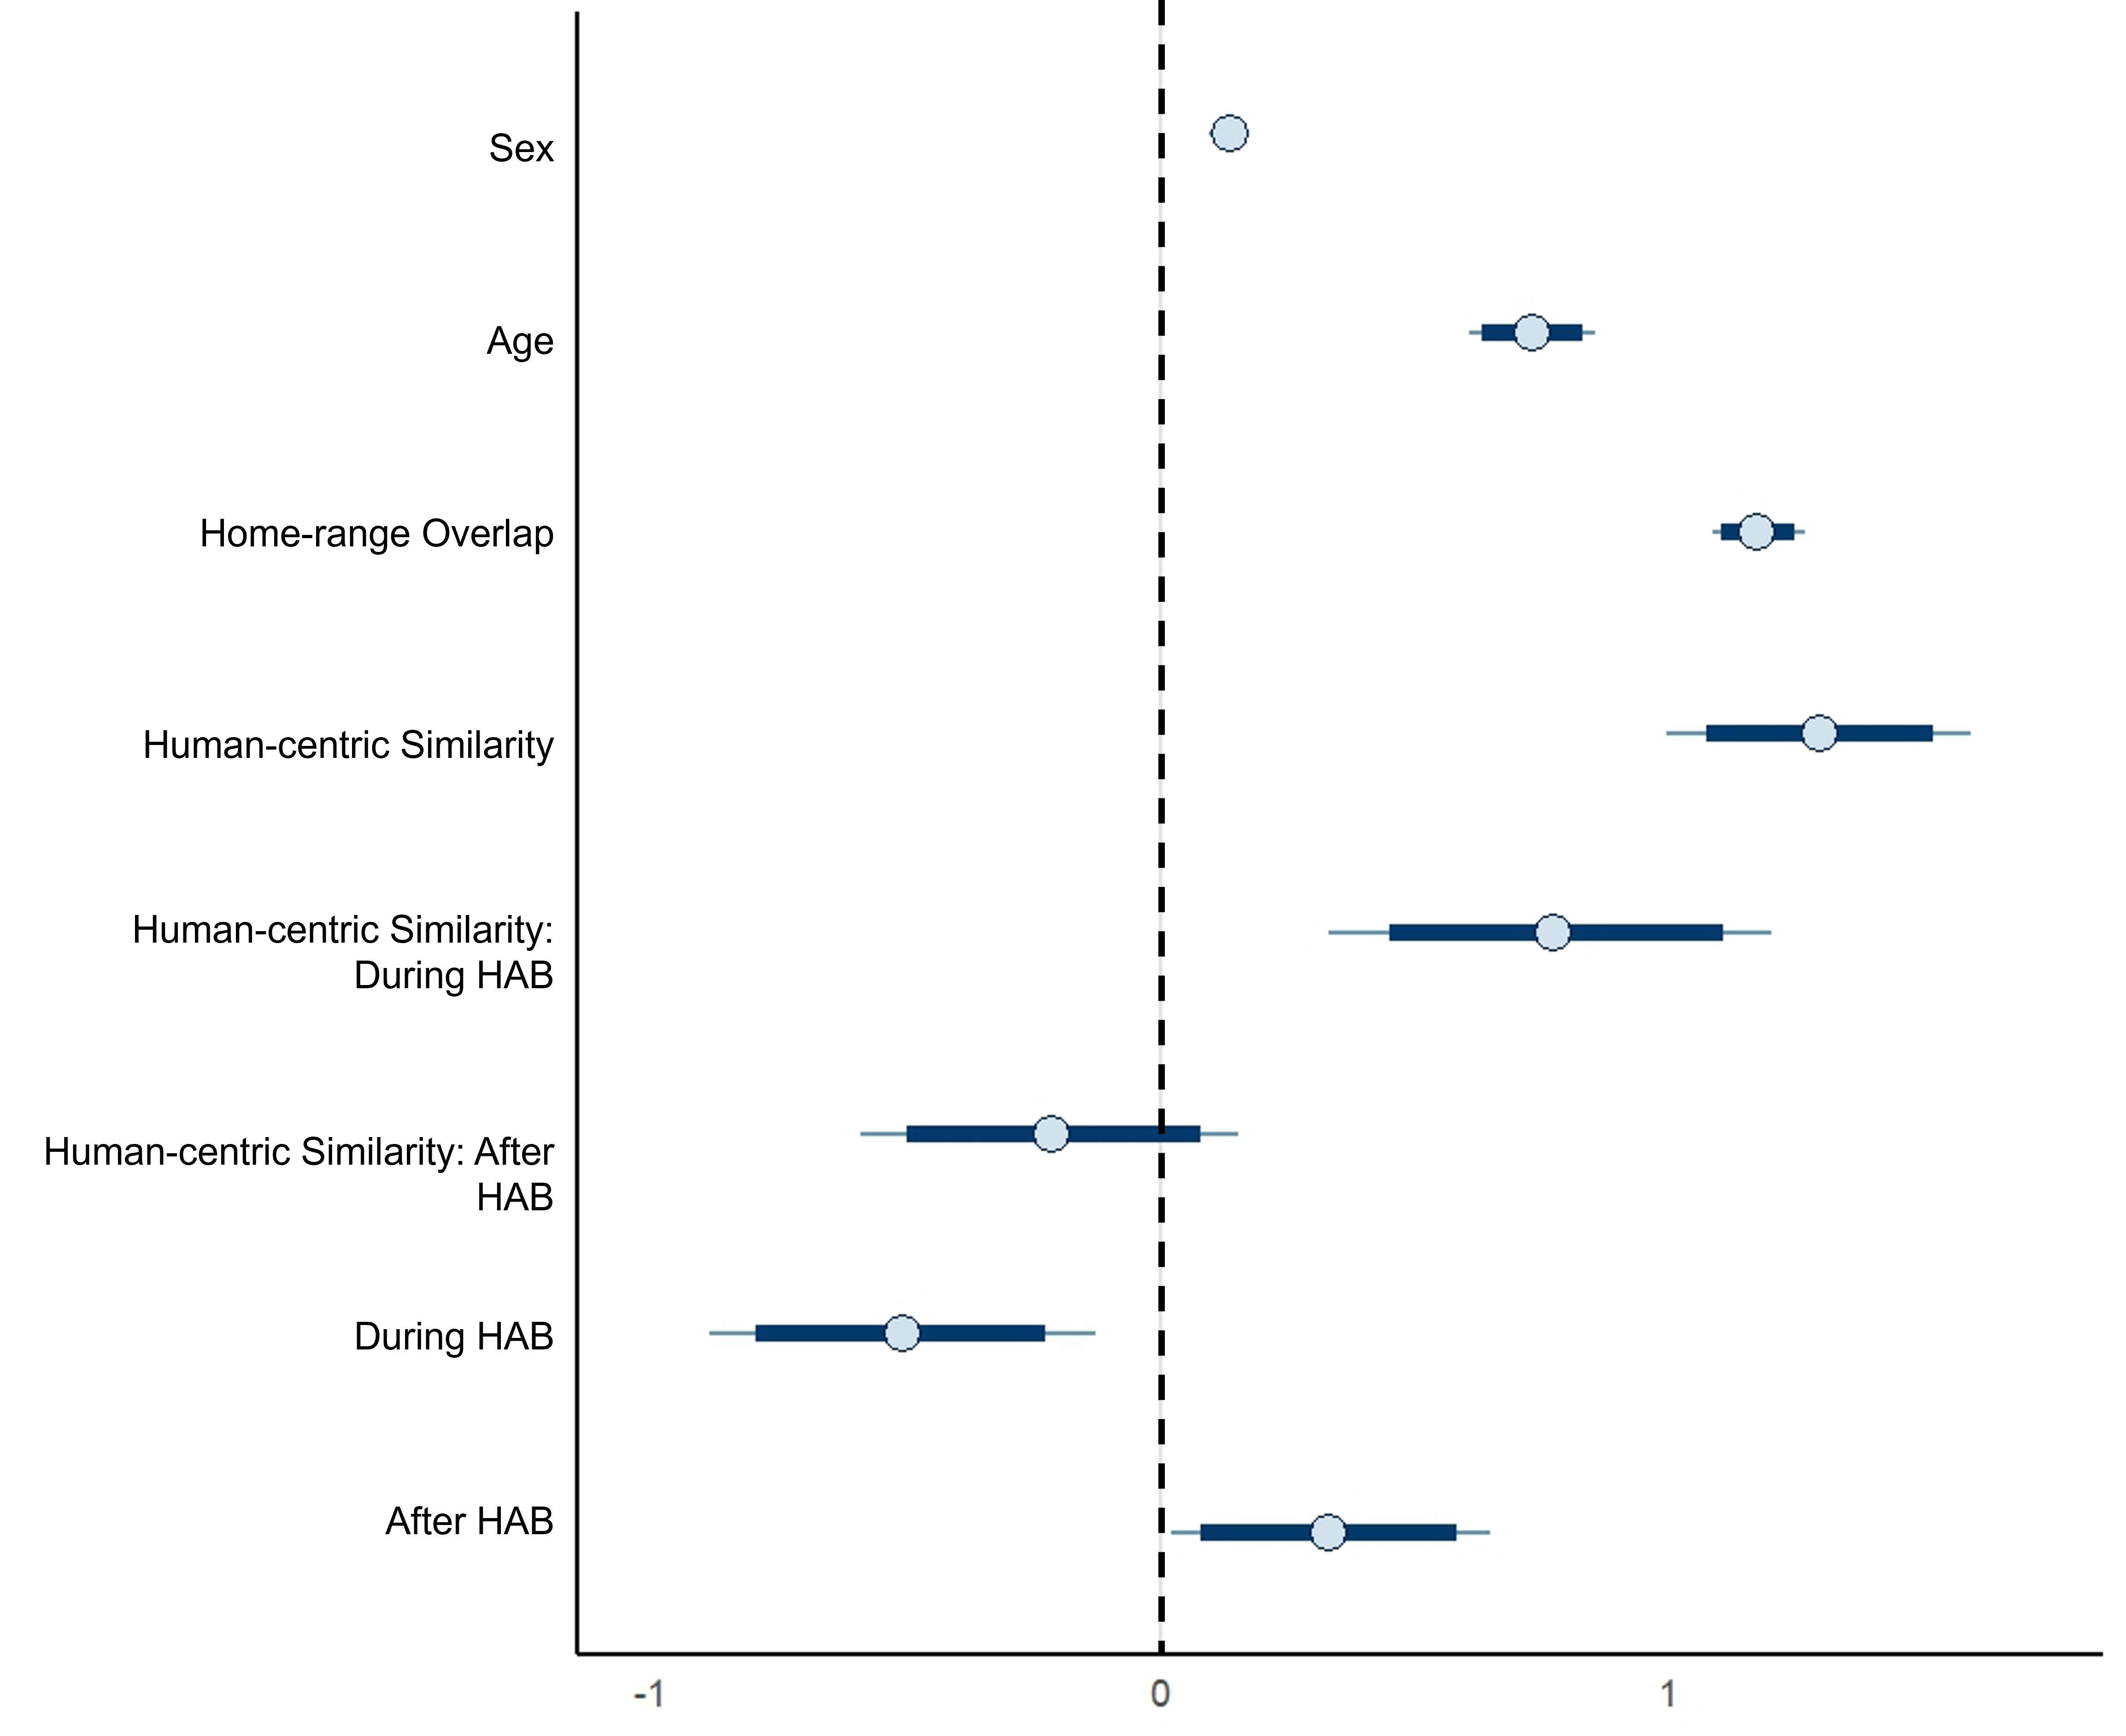 Sex
Age
Home-range Overlap
Human-centric Similarity
Human-centric Similarity:
During HAB
Human-centric Similarity: After
HAB
During HAB
After HAB
-1 0 1